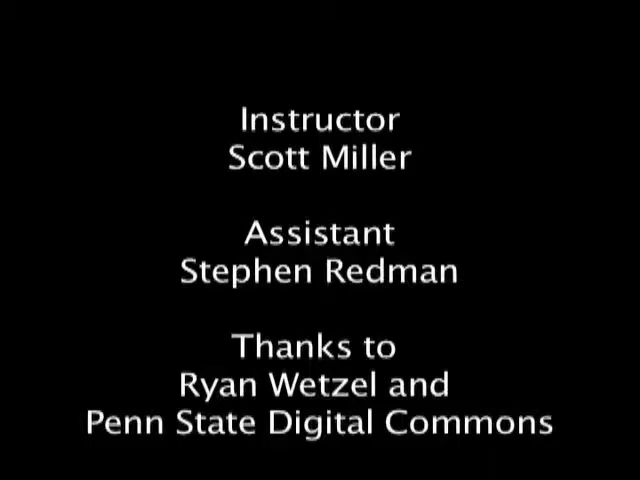 Instructor
Scott Miller
Assistant
Stephen Redman
Thanks to
Ryan Wetzel and
Penn State Digital Commons